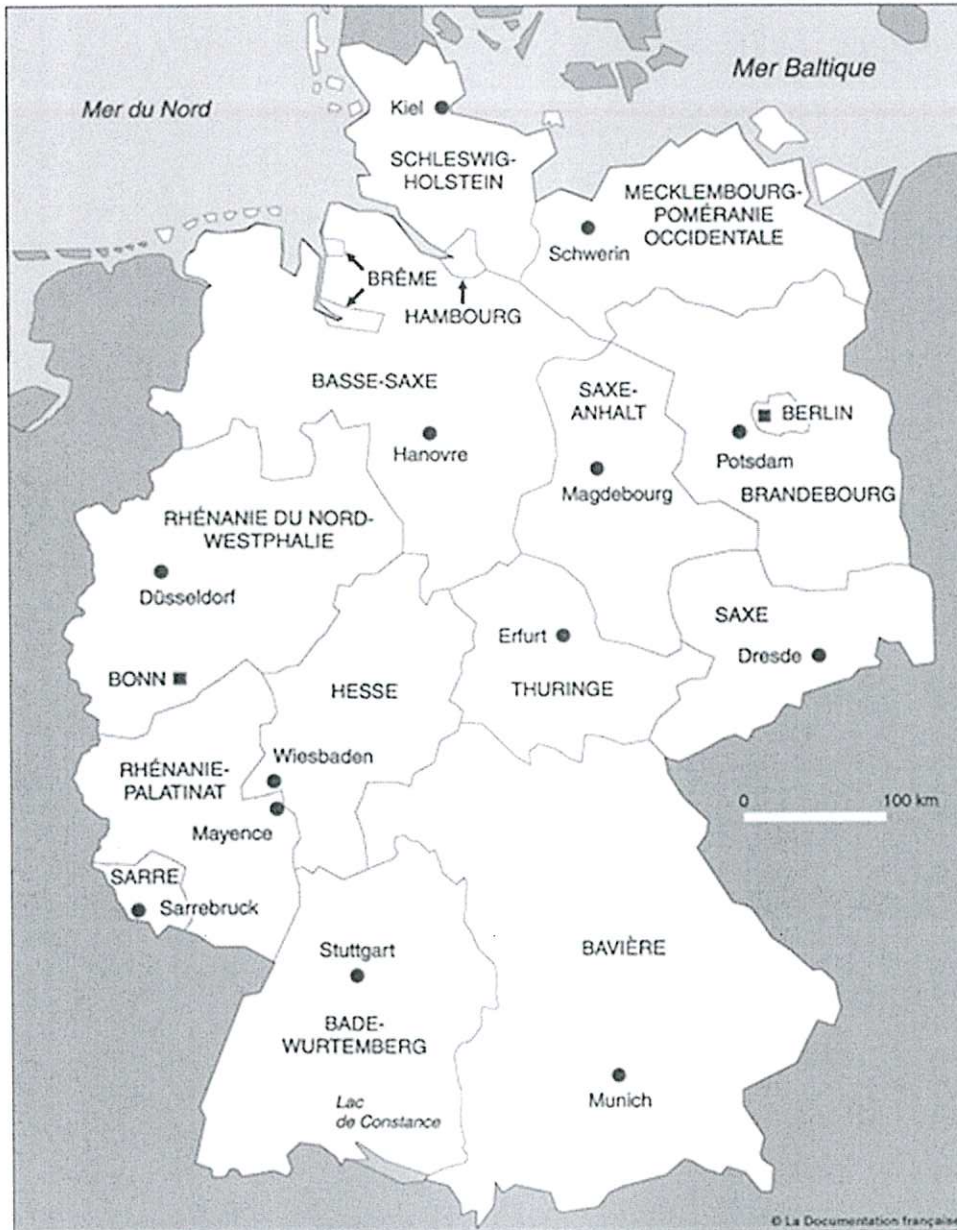 Mer Baltique
Mer du Nord
Kiel
SCHLESWIG-
HOLSTEIN
MECKLEMBOURG-
POMÉRANIE
OCCIDENTALE
Schwerin
BRÊME
HAMBOURG
BASSE-SAXE
SAXE-
ANHALT
BERLIN
Hanovre
Potsdam
Magdebourg
BRANDEBOURG
RHÉNANIE DU NORD-
WESTPHALIE
Düsseldorf
SAXE
Erfurt
Dresde
BONN
HESSE
THURINGE
Wiesbaden
RHÉNANIE-
PALATINAT
0 100 km
Mayence
SARRE
Sarrebruck
Stuttgart
BAVIÈRE
BADE-
WURTEMBERG
Munich
Lac
de Constance
© La Documentation française